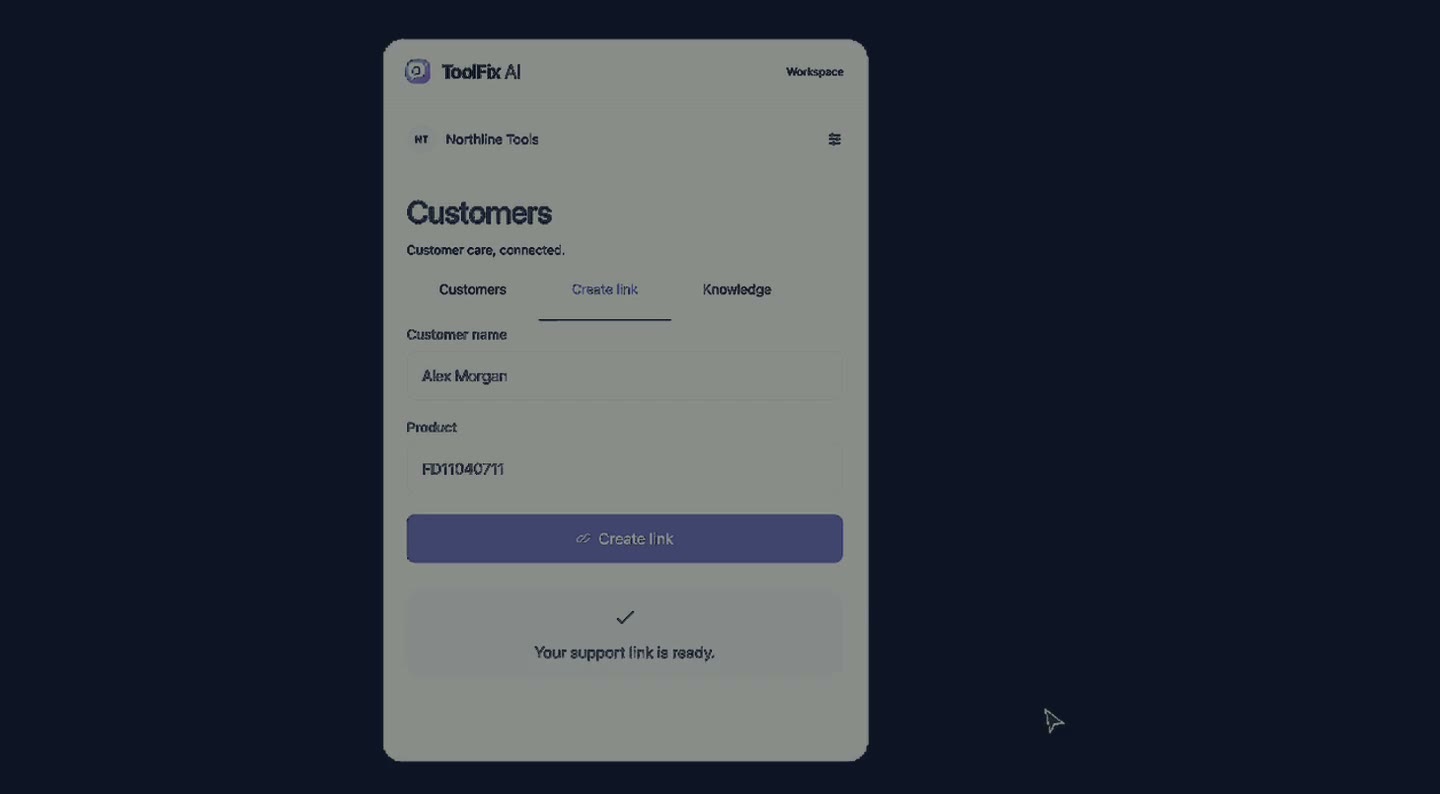 ToolFix AI
Workspace
NT
Northline Tools
Customers
Customer care, connected.
Customers
Create link
Knowledge
Customer name
Alex Morgan
Product
FD11040711
Create link
Your support link is ready.